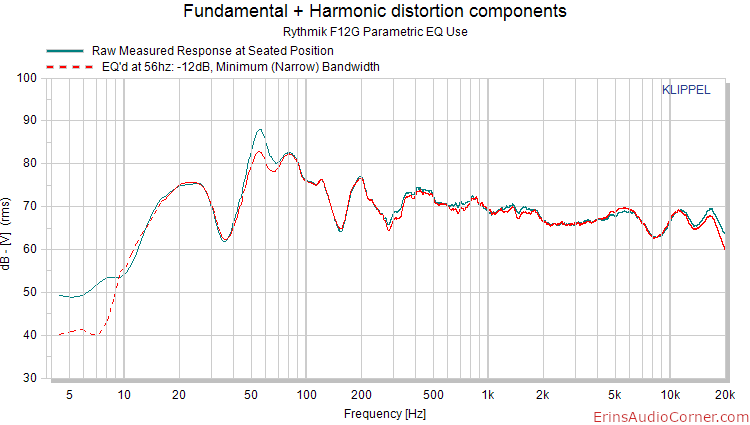 Fundamental + Harmonic distortion components
Rythmik F12G Parametric EQ Use
Raw Measured Response at Seated Position
EQ'd at 56hz: -12dB, Minimum (Narrow) Bandwidth
KLIPPEL
100
90
80
70
60
50
40
30
dB - [V] (rms)
5 10 20 50 100 200 500 1k 2k 5k 10k 20k
Frequency [Hz]
ErinsAudioCorner.com